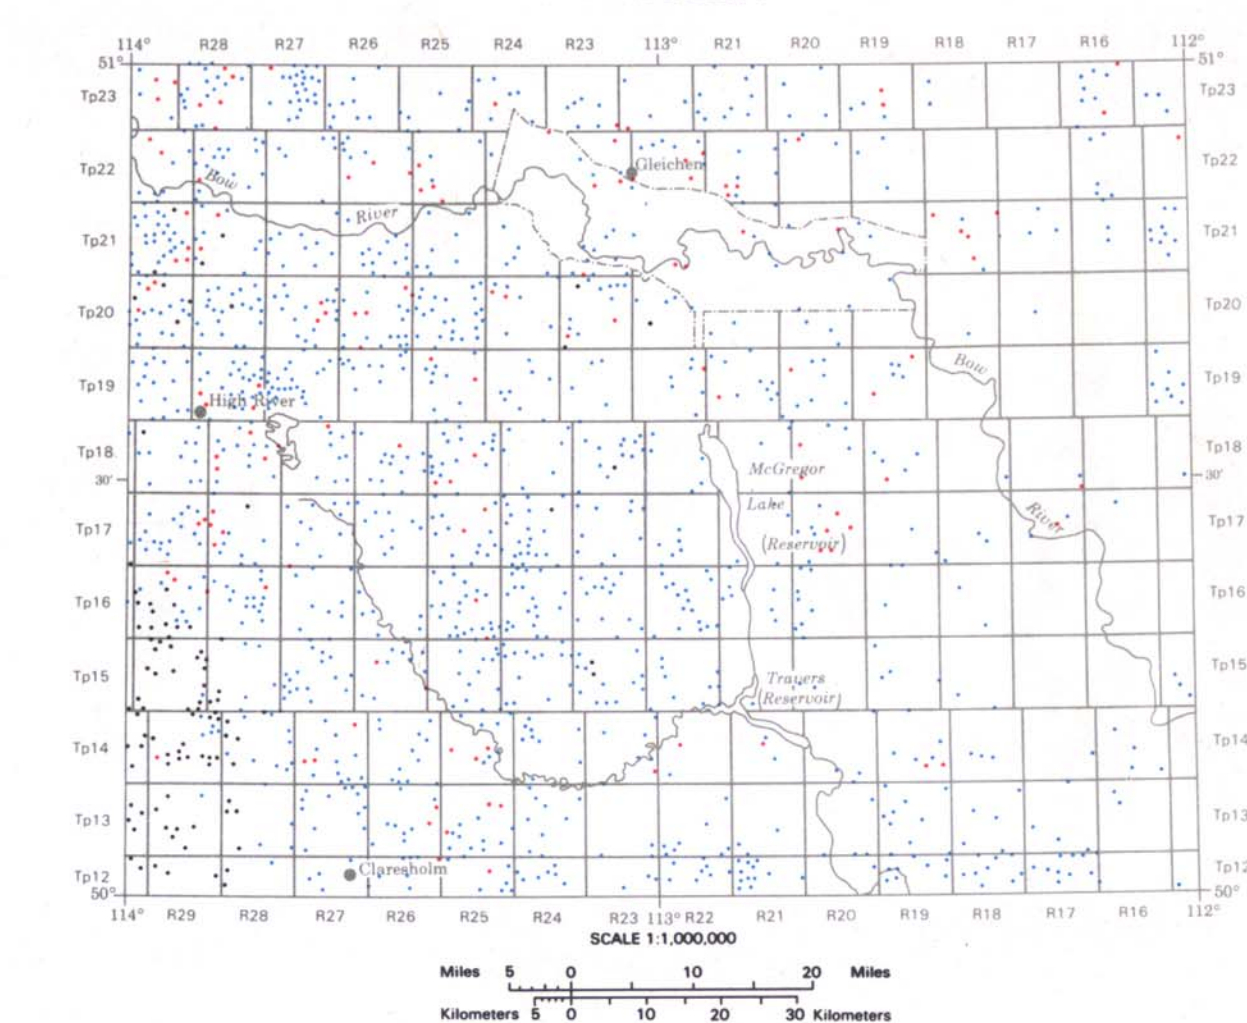 114° R28 R27 R26 R25 R24 R23 113° R21 R20 R19 R18 R17 R16 112°
51° 51°
Tp23 Tp23
Tp22 Gleichen Tp22
Bow
River
Tp21 Tp21
Tp20 Tp20
Bow
Tp19 Tp19
High River
Tp18 Tp18
McGregor
30' 30'
Lake
Tp17 River Tp17
(Reservoir)
Tp16 Tp16
Tp15 Travers Tp15
(Reservoir)
Tp14 Tp14
Tp13 Tp13
Tp12 Claresholm Tp12
50° 50°
114° R29 R28 R27 R26 R25 R24 R23 113° R22 R21 R20 R19 R18 R17 R16 112°
SCALE 1:1,000,000
Miles 5 0 10 20 Miles
Kilometers 5 0 10 20 30 Kilometers